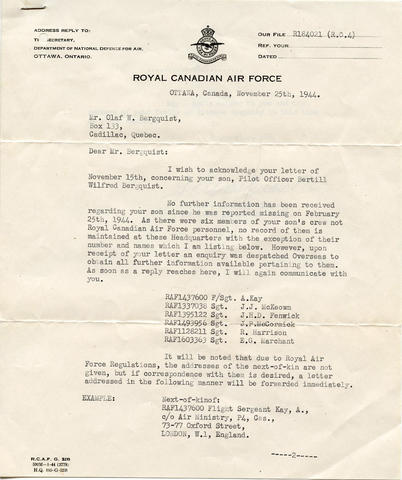 ADDRESS REPLY TO:
THE SECRETARY,
DEPARTMENT OF NATIONAL DEFENCE FOR AIR,
OTTAWA, ONTARIO.
OUR FILE R184021 (R.O.4)
REF. YOUR
DATED
ROYAL CANADIAN AIR FORCE
OTTAWA, Canada, November 25th, 1944.
Mr. Olaf W. Bergquist,
Box 133,
Cadillac, Quebec.
Dear Mr. Bergquist:
I wish to acknowledge your letter of
November 15th, concerning your son, Pilot Officer Bertill
Wilfred Bergquist.
No further information has been received
regarding your son since he was reported missing on February
25th, 1944. As there were six members of your son's crew not
Royal Canadian Air Force personnel, no record of them is
maintained at these Headquarters with the exception of their
number and names which I am listing below. However, upon
receipt of your letter an enquiry was despatched Overseas to
obtain all further information available pertaining to them.
As soon as a reply reaches here, I will again communicate with
you.
RAF1437600 F/Sgt. A.Kay
RAF1337038 Sgt. J.J. McKeown
RAF1395122 Sgt. J.H.D. Fenwick
RAF1493956 Sgt. J.P.McCormick
RAF1128211 Sgt. R. Harrison
RAF1603363 Sgt. E.G. Marchant
It will be noted that due to Royal Air
Force Regulations, the addresses of the next-of-kin are not
given, but if correspondence with them is desired, a letter
addressed in the following manner will be forwarded immediately.
EXAMPLE: Next-of-kinof:
RAF1437600 Flight Sergeant Kay, A.,
c/o Air Ministry, P4, Cas.,
73-77 Oxford Street,
LONDON, W.1, England.
-----2-----
R.C.A.F. G. 32B
H.Q. 885-G-32B